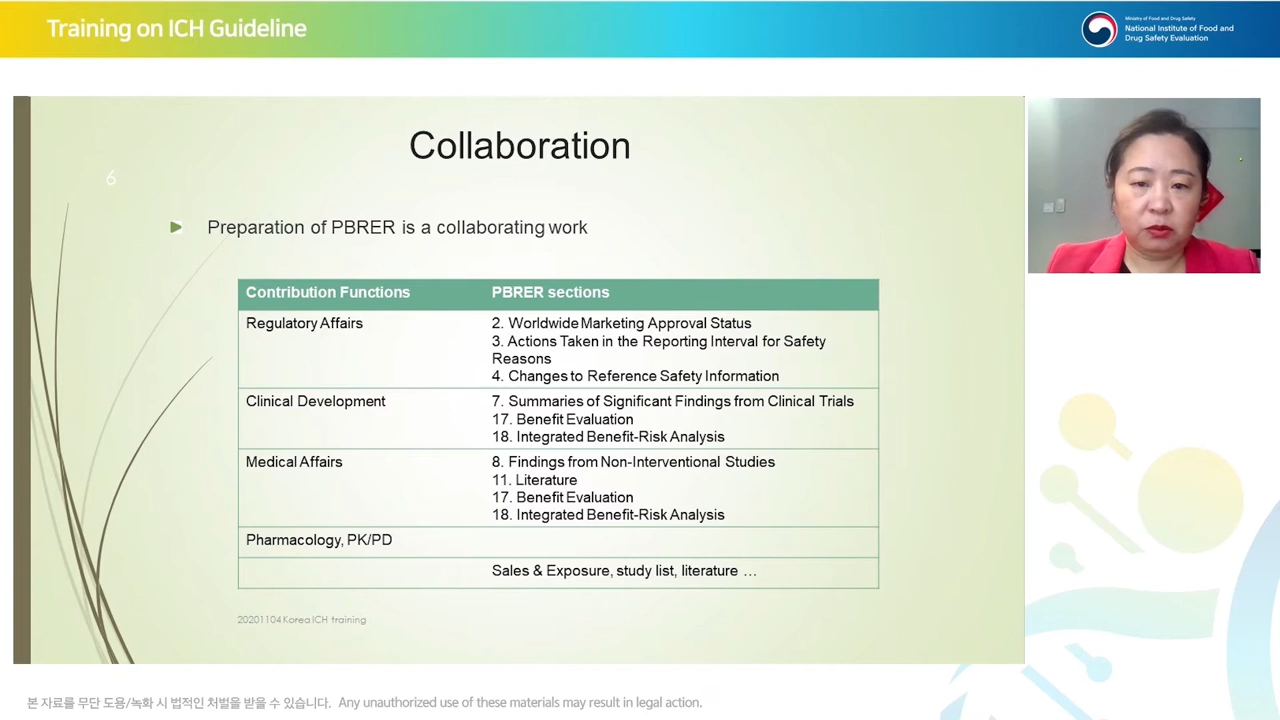 Training on ICH Guideline
Ministry of Food and Drug Safety
National Institute of Food and
Drug Safety Evaluation
Collaboration
6
Preparation of PBRER is a collaborating work
Contribution Functions
PBRER sections
Regulatory Affairs
2. Worldwide Marketing Approval Status
3. Actions Taken in the Reporting Interval for Safety
Reasons
4. Changes to Reference Safety Information
Clinical Development
7. Summaries of Significant Findings from Clinical Trials
17. Benefit Evaluation
18. Integrated Benefit-Risk Analysis
Medical Affairs
8. Findings from Non-Interventional Studies
11. Literature
17. Benefit Evaluation
18. Integrated Benefit-Risk Analysis
Pharmacology, PK/PD
Sales & Exposure, study list, literature …
20201104 Korea ICH training
본 자료를 무단 도용/녹화 시 법적인 처벌을 받을 수 있습니다. Any unauthorized use of these materials may result in legal action.